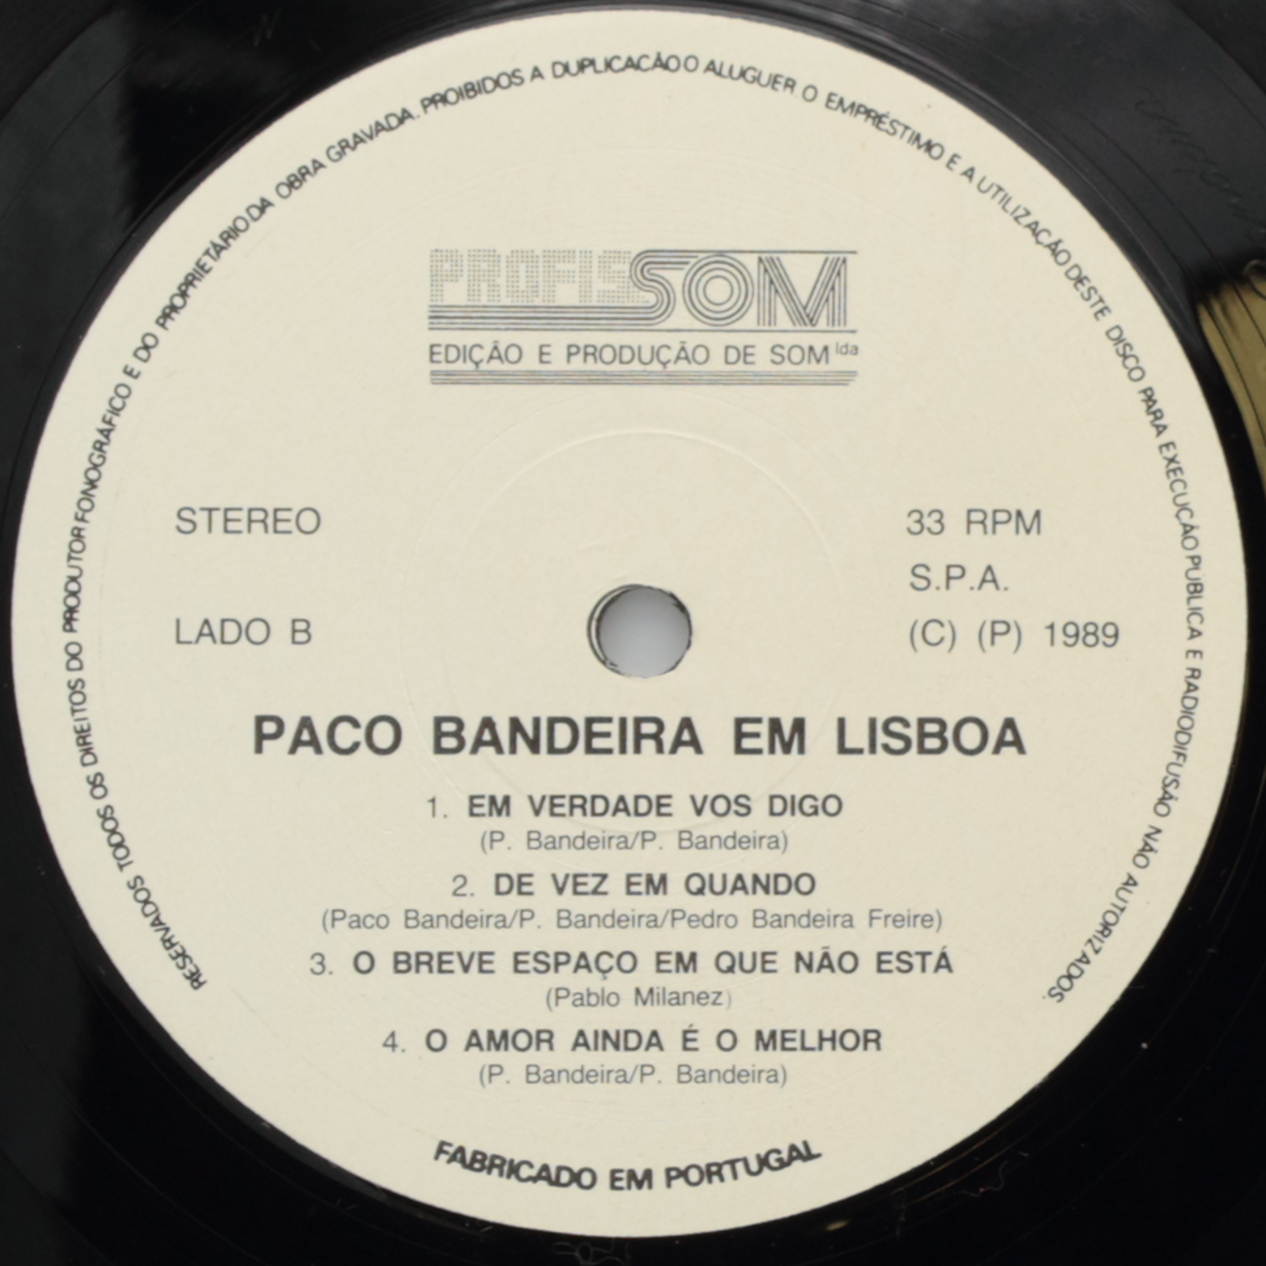 RESERVADOS TODOS OS DIREITOS DO PRODUTOR FONOGRÁFICO E DO PROPRIETÁRIO DA OBRA GRAVADA. PROIBIDOS A DUPLICAÇÃO O ALUGUER O EMPRÉSTIMO E A UTILIZAÇÃO DESTE DISCO PARA EXECUÇÃO PUBLICA E RADIODIFUSÃO NÃO AUTORIZADOS.
PROFISSOM
EDIÇÃO E PRODUÇÃO DE SOM lda
STEREO
33 RPM
S.P.A.
LADO B
(C) (P) 1989
PACO BANDEIRA EM LISBOA
1. EM VERDADE VOS DIGO
(P. Bandeira/P. Bandeira)
2. DE VEZ EM QUANDO
(Paco Bandeira/P. Bandeira/Pedro Bandeira Freire)
3. O BREVE ESPAÇO EM QUE NÃO ESTÁ
(Pablo Milanez)
4. O AMOR AINDA É O MELHOR
(P. Bandeira/P. Bandeira)
FABRICADO EM PORTUGAL